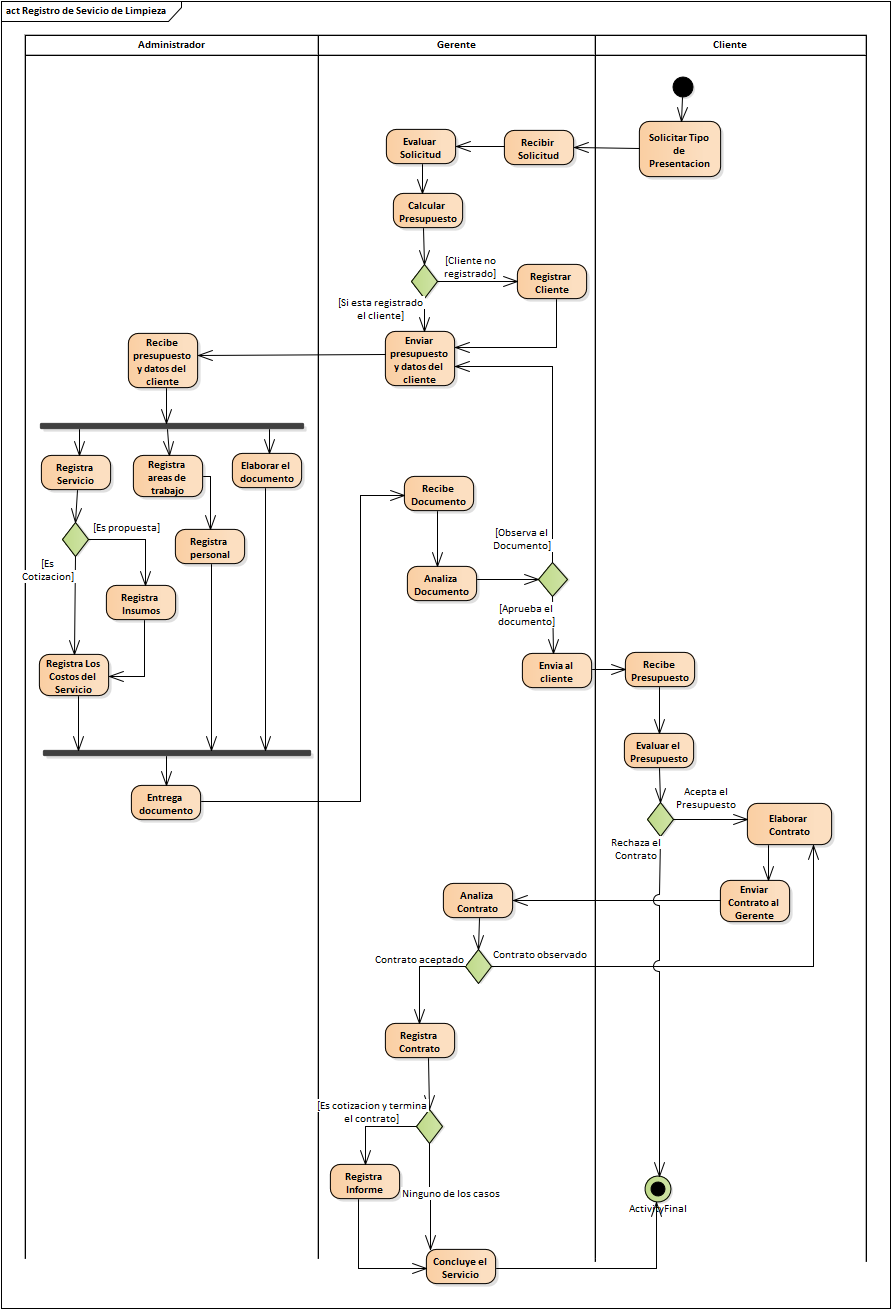 act Registro de Sevicio de Limpieza
Administrador
Gerente
Cliente
Solicitar Tipo
de
Presentacion
Recibir
Solicitud
Evaluar
Solicitud
Calcular
Presupuesto
[Cliente no
registrado]
Registrar
Cliente
[Si esta registrado
el cliente]
Enviar
presupuesto
y datos del
cliente
Recibe
presupuesto
y datos del
cliente
Registra
Servicio
Registra
areas de
trabajo
Elaborar el
documento
[Es propuesta]
Registra
personal
[Es
Cotizacion]
Registra
Insumos
Registra Los
Costos del
Servicio
Entrega
documento
Recibe
Documento
Analiza
Documento
[Observa el
Documento]
[Aprueba el
documento]
Envia al
cliente
Recibe
Presupuesto
Evaluar el
Presupuesto
Acepta el
Presupuesto
Rechaza el
Contrato
Elaborar
Contrato
Enviar
Contrato al
Gerente
Analiza
Contrato
Contrato aceptado
Contrato observado
Registra
Contrato
[Es cotizacion y termina
el contrato]
Registra
Informe
Ninguno de los casos
ActivityFinal
Concluye el
Servicio